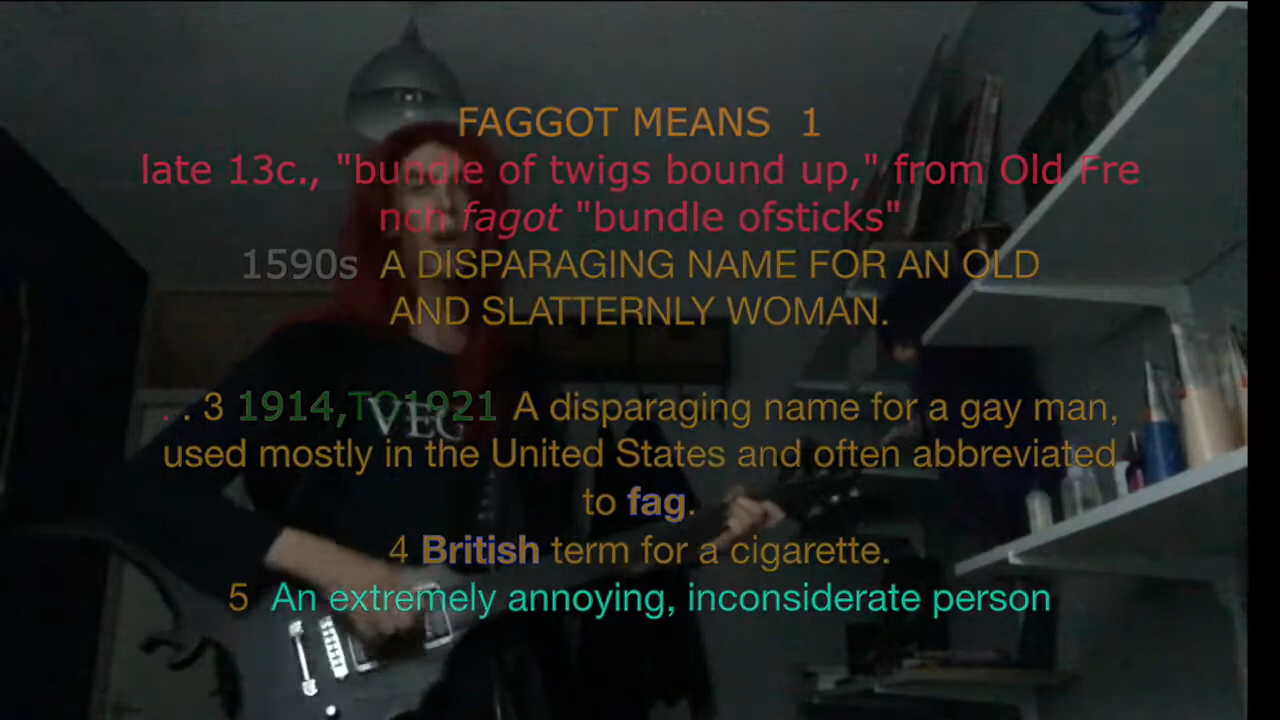 FAGGOT MEANS 1
late 13c., "bundle of twigs bound up," from Old Fre
nch fagot "bundle ofsticks"
1590s A DISPARAGING NAME FOR AN OLD
AND SLATTERNLY WOMAN.
. . 3 1914,TO1921 A disparaging name for a gay man,
VEG
used mostly in the United States and often abbreviated
to fag.
4 British term for a cigarette.
5 An extremely annoying, inconsiderate person